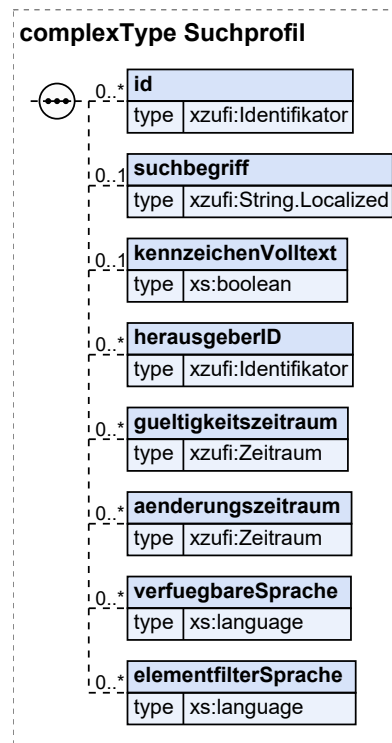 complexType Suchprofil
0..* id
type xzufi:Identifikator
0..1 suchbegriff
type xzufi:String.Localized
0..1 kennzeichenVolltext
type xs:boolean
0..* herausgeberID
type xzufi:Identifikator
0..* gueltigkeitszeitraum
type xzufi:Zeitraum
0..* aenderungszeitraum
type xzufi:Zeitraum
0..* verfuegbareSprache
type xs:language
0..* elementfilterSprache
type xs:language